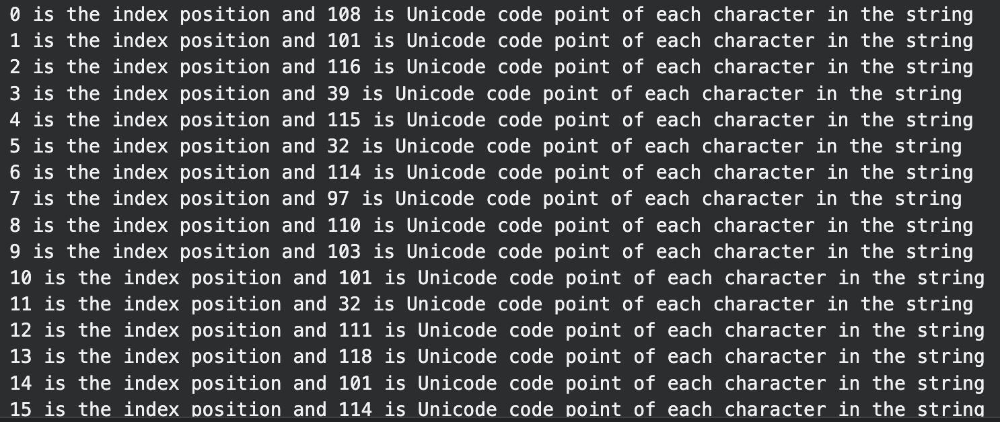 0 is the index position and 108 is Unicode code point of each character in the string
1 is the index position and 101 is Unicode code point of each character in the string
2 is the index position and 116 is Unicode code point of each character in the string
3 is the index position and 39 is Unicode code point of each character in the string
4 is the index position and 115 is Unicode code point of each character in the string
5 is the index position and 32 is Unicode code point of each character in the string
6 is the index position and 114 is Unicode code point of each character in the string
7 is the index position and 97 is Unicode code point of each character in the string
8 is the index position and 110 is Unicode code point of each character in the string
9 is the index position and 103 is Unicode code point of each character in the string
10 is the index position and 101 is Unicode code point of each character in the string
11 is the index position and 32 is Unicode code point of each character in the string
12 is the index position and 111 is Unicode code point of each character in the string
13 is the index position and 118 is Unicode code point of each character in the string
14 is the index position and 101 is Unicode code point of each character in the string
15 is the index position and 114 is Unicode code point of each character in the string